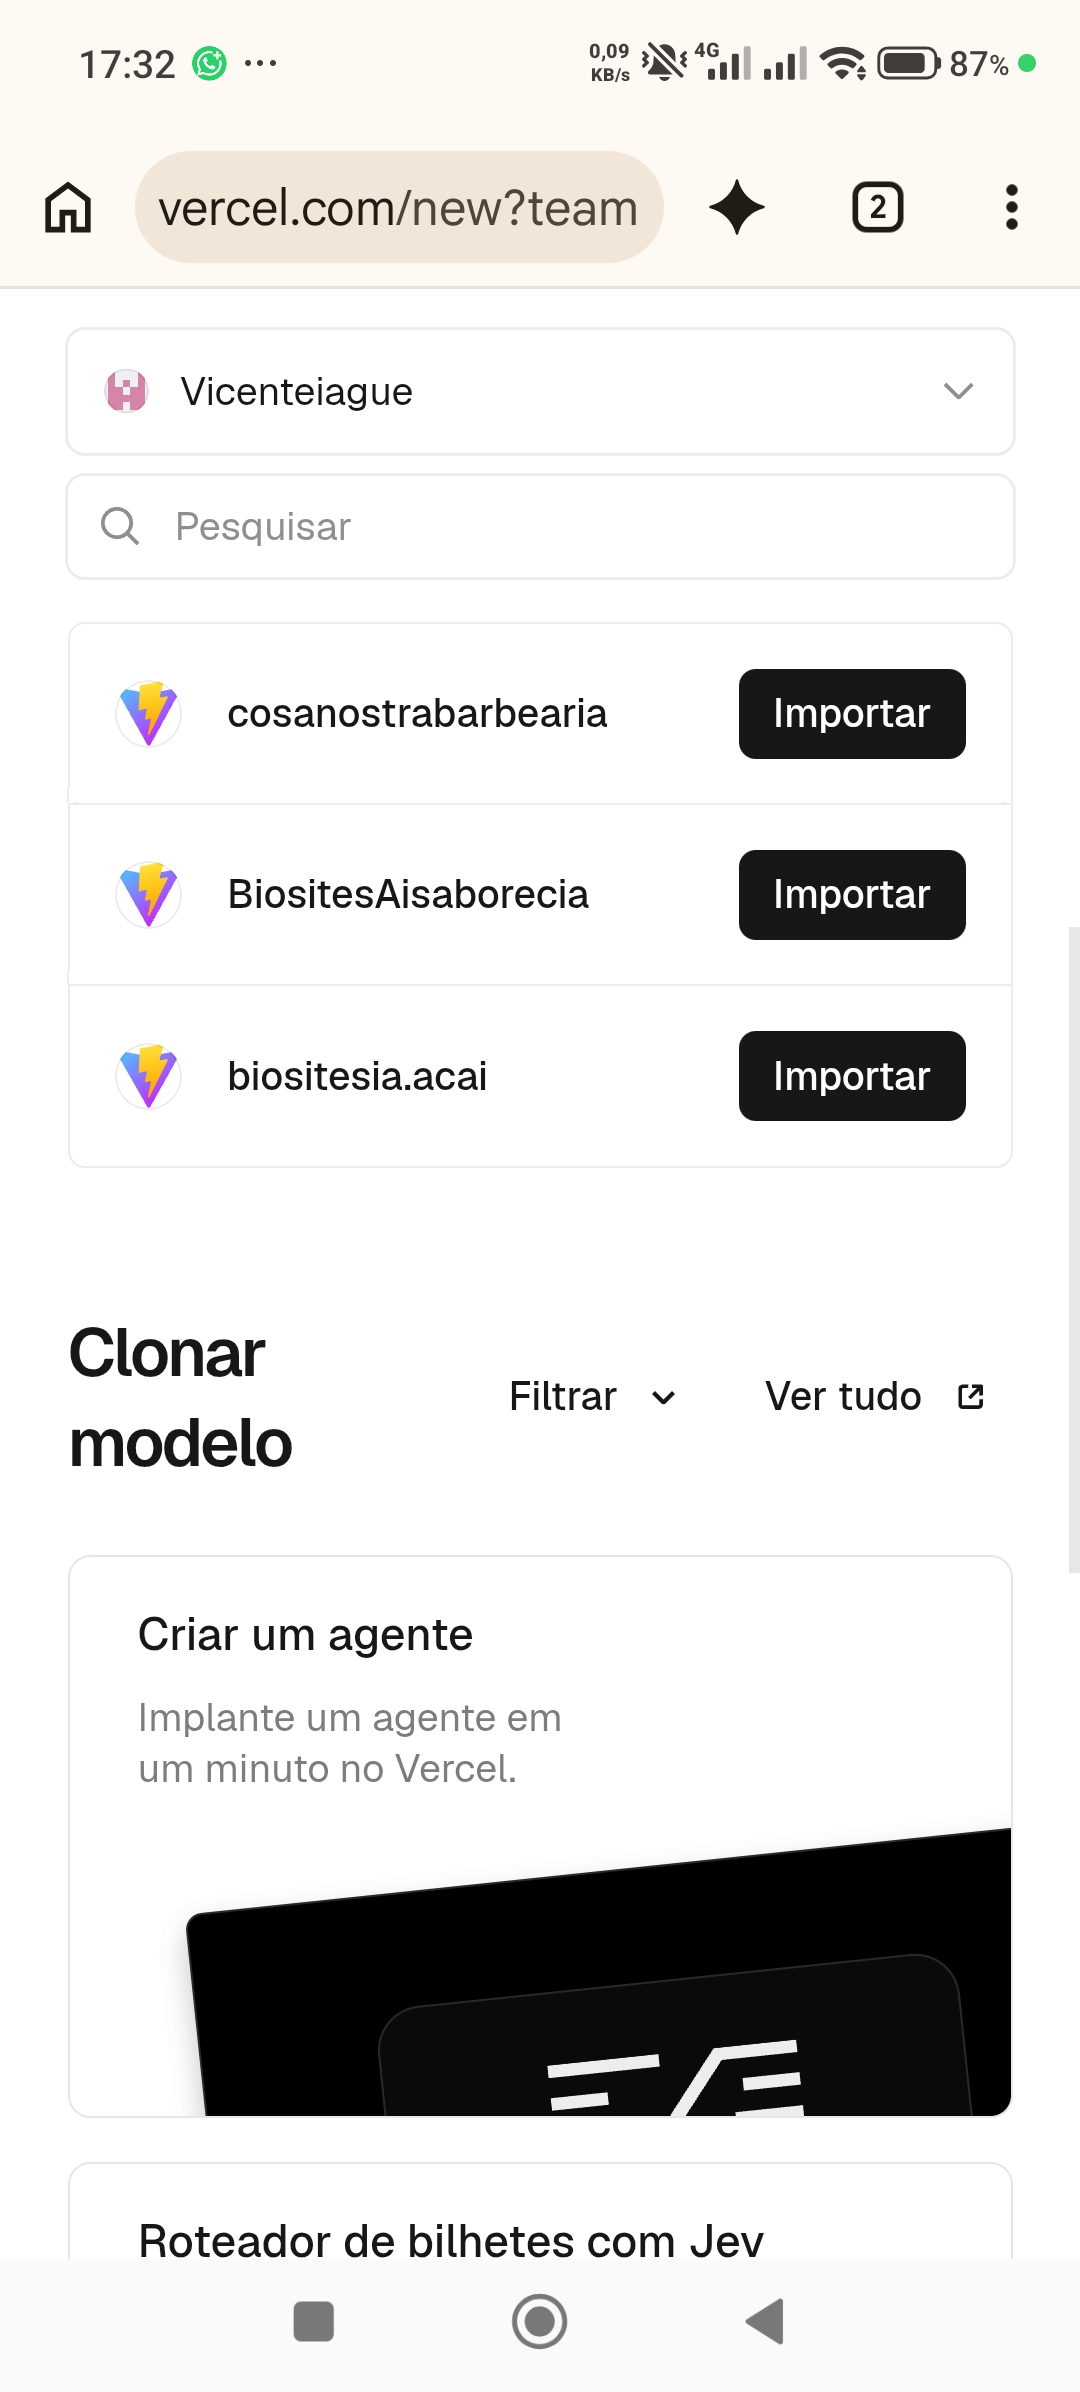 17:32
0,09
KB/s
4G
87%
vercel.com/new?team
2
Vicenteiague
Pesquisar
cosanostrabarbearia
Importar
BiositesAisaborecia
Importar
biositesia.acai
Importar
Clonar
modelo
Filtrar
Ver tudo
Criar um agente
Implante um agente em
um minuto no Vercel.
Roteador de bilhetes com Jev